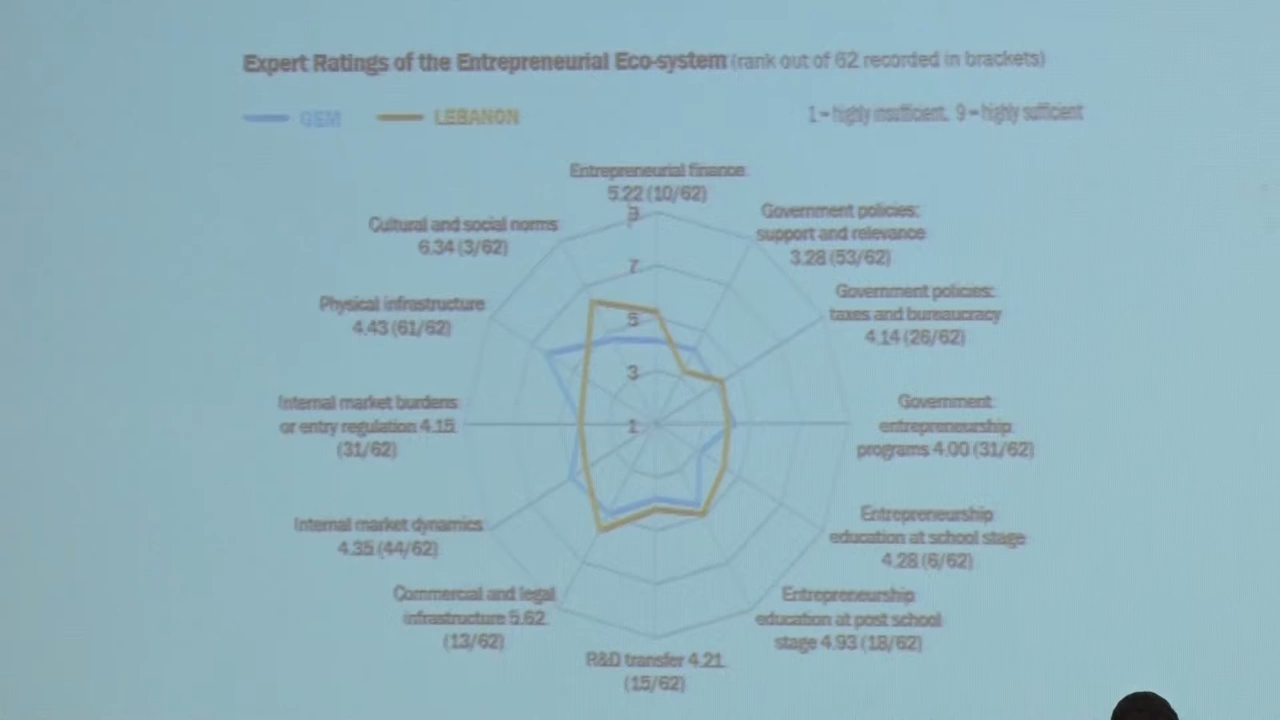 Expert Ratings of the Entrepreneurial Eco-system (rank out of 62 recorded in brackets)
GEM LEBANON 1 = highly insufficient, 9 = highly sufficient
Entrepreneurial finance
5.22 (10/62)
Government policies:
support and relevance
3.28 (53/62)
Government policies:
taxes and bureaucracy
4.14 (26/62)
Government
entrepreneurship
programs 4.00 (31/62)
Entrepreneurship
education at school stage
4.28 (6/62)
Entrepreneurship
education at post school
stage 4.93 (18/62)
R&D transfer 4.21
(15/62)
Commercial and legal
infrastructure 5.62
(13/62)
Internal market dynamics
4.35 (44/62)
Internal market burdens
or entry regulation 4.15
(31/62)
Physical infrastructure
4.43 (61/62)
Cultural and social norms
6.34 (3/62)
9
7
5
3
1